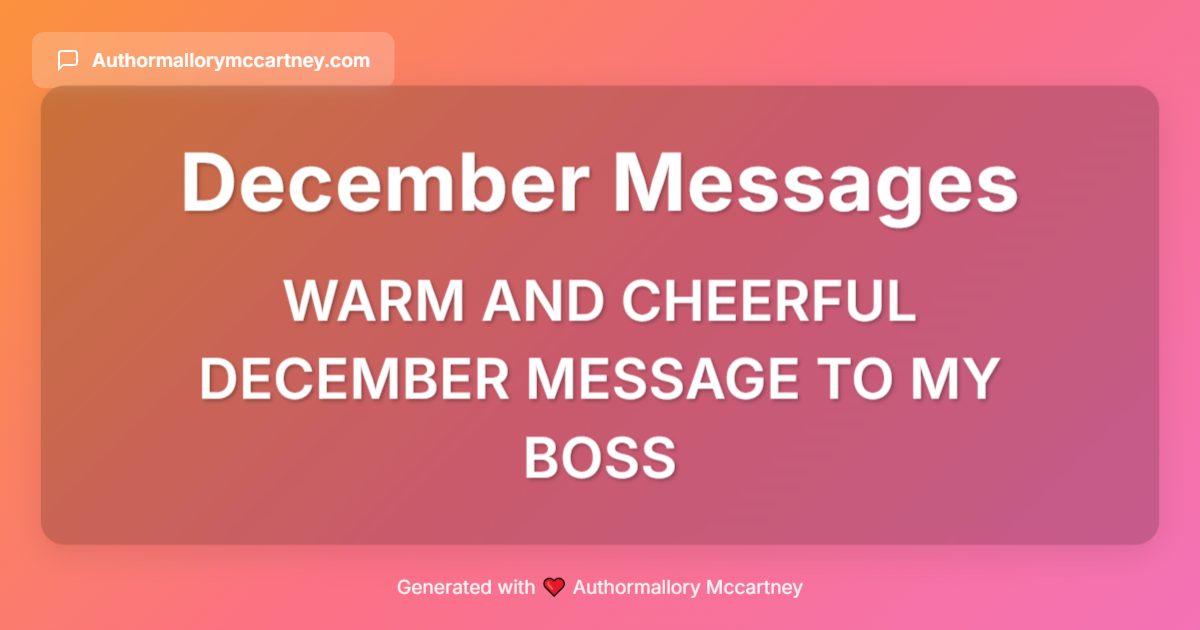 Authormallorymccartney.com
December Messages
WARM AND CHEERFUL
DECEMBER MESSAGE TO MY
BOSS
Generated with ❤️ Authormallory Mccartney